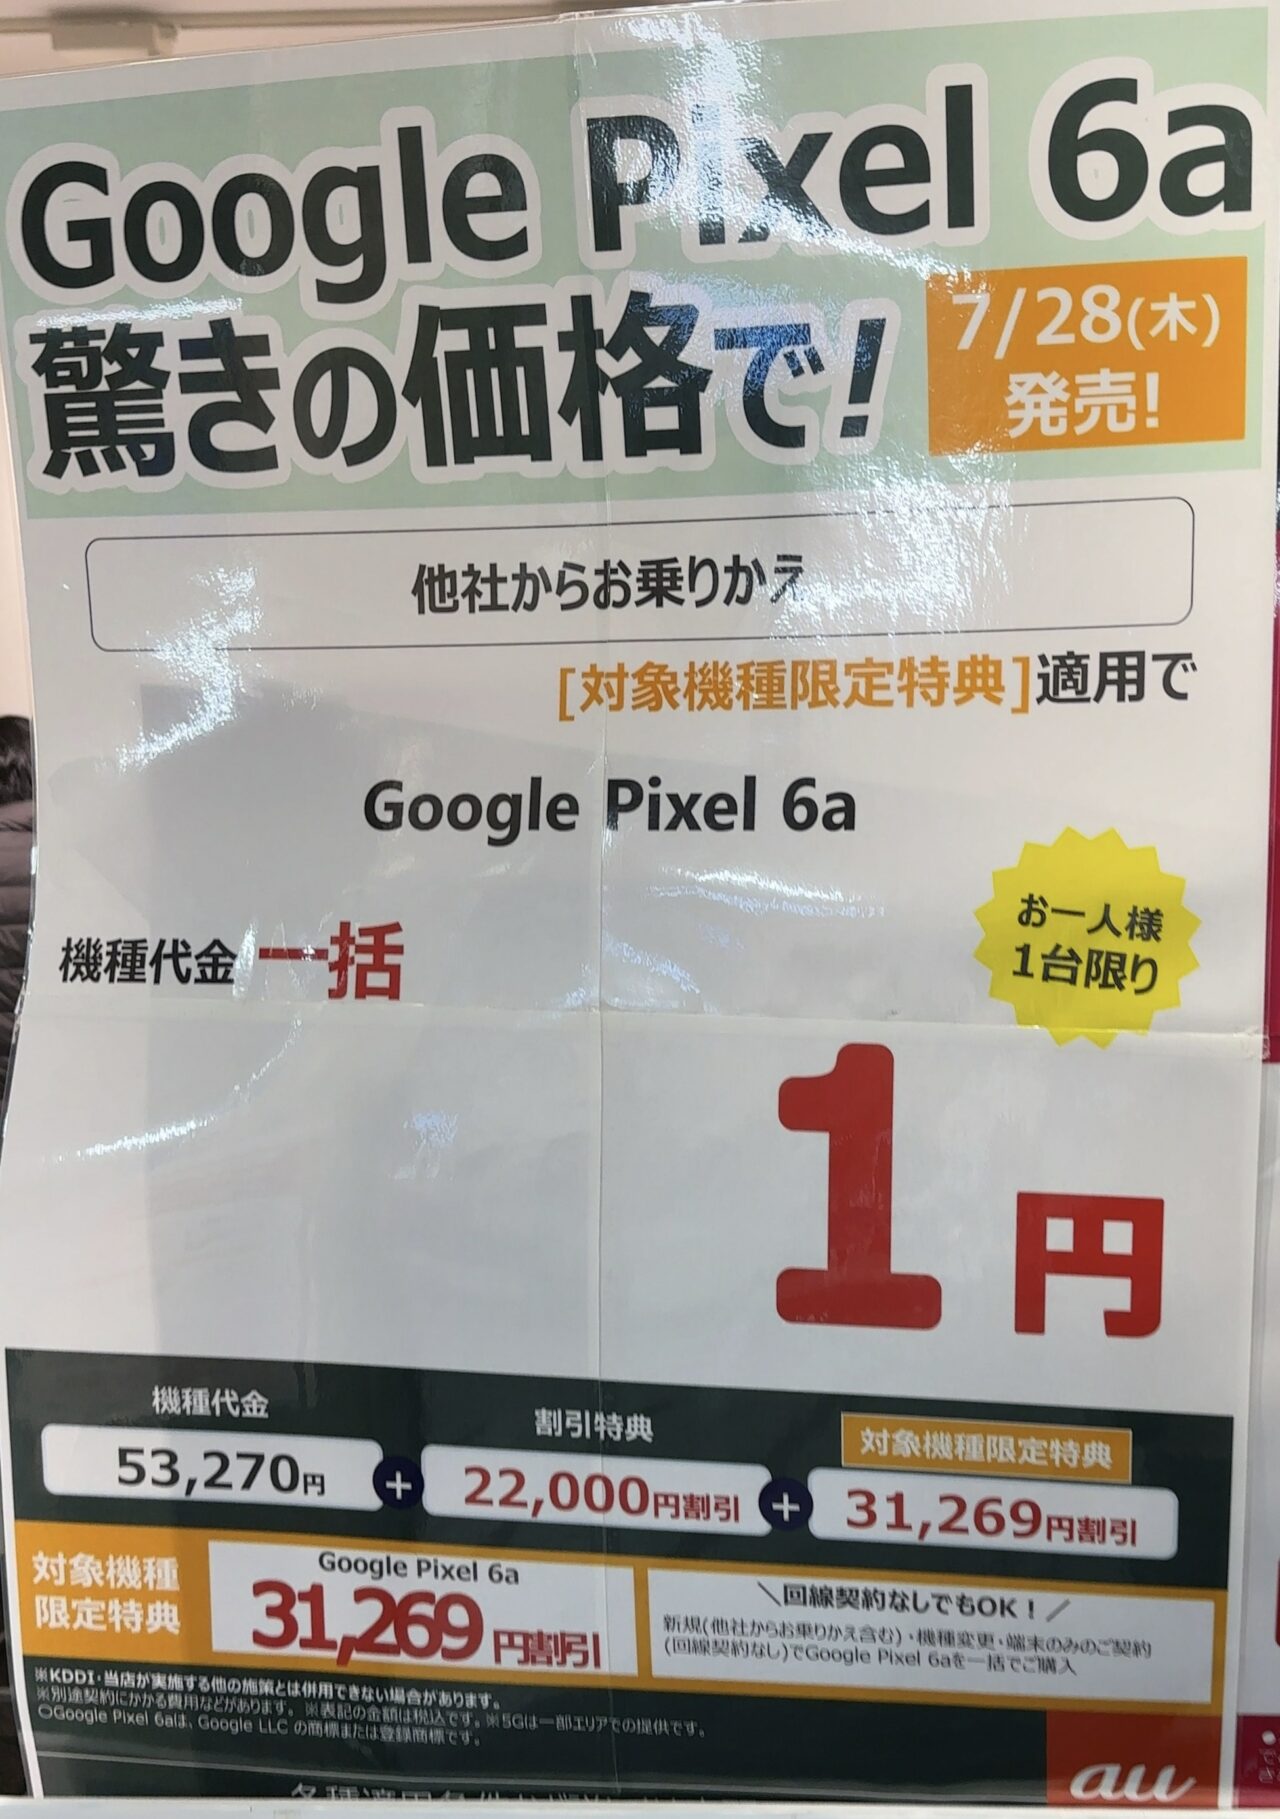 Google Pixel 6a
驚きの価格で!
7/28(木)
発売!
他社からお乗りかえ
[対象機種限定特典]適用で
Google Pixel 6a
機種代金 一括
お一人様
1台限り
1円
機種代金
53,270円
+
割引特典
22,000円割引
+
対象機種限定特典
31,269円割引
対象機種
限定特典
Google Pixel 6a
31,269円割引
\回線契約なしでもOK!/
新規(他社からお乗りかえ含む)・機種変更・端末のみのご契約
(回線契約なし)でGoogle Pixel 6aを一括でご購入
※KDDI・当店が実施する他の施策とは併用できない場合があります。
※別途契約にかかる費用などがあります。 ※表記の金額は税込です。※5Gは一部エリアでの提供です。
○Google Pixel 6aは、Google LLC の商標または登録商標です。
au